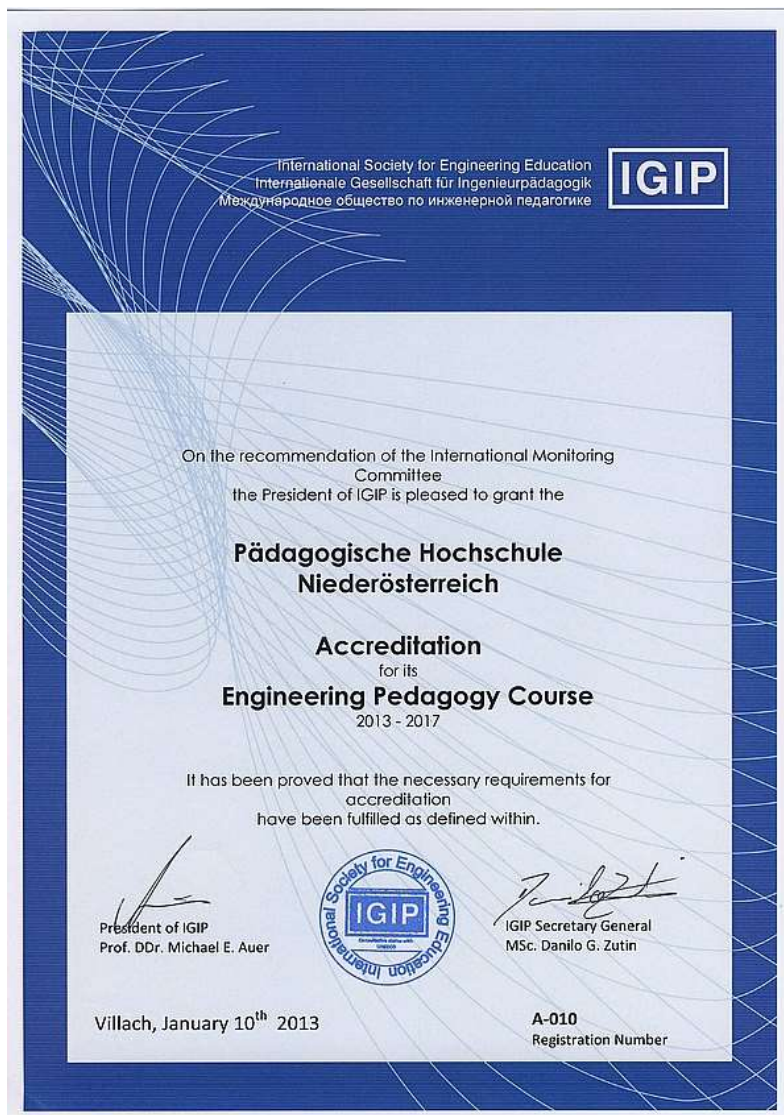 International Society for Engineering Education
Internationale Gesellschaft für Ingenieurpädagogik
Международное общество по инженерной педагогике
IGIP
On the recommendation of the International Monitoring
Committee
the President of IGIP is pleased to grant the
Pädagogische Hochschule
Niederösterreich
Accreditation
for its
Engineering Pedagogy Course
2013 - 2017
It has been proved that the necessary requirements for
accreditation
have been fulfilled as defined within.
President of IGIP
Prof. DDr. Michael E. Auer
International Society for Engineering Education
IGIP
Consultative status with
UNESCO
IGIP Secretary General
MSc. Danilo G. Zutin
Villach, January 10th 2013
A-010
Registration Number